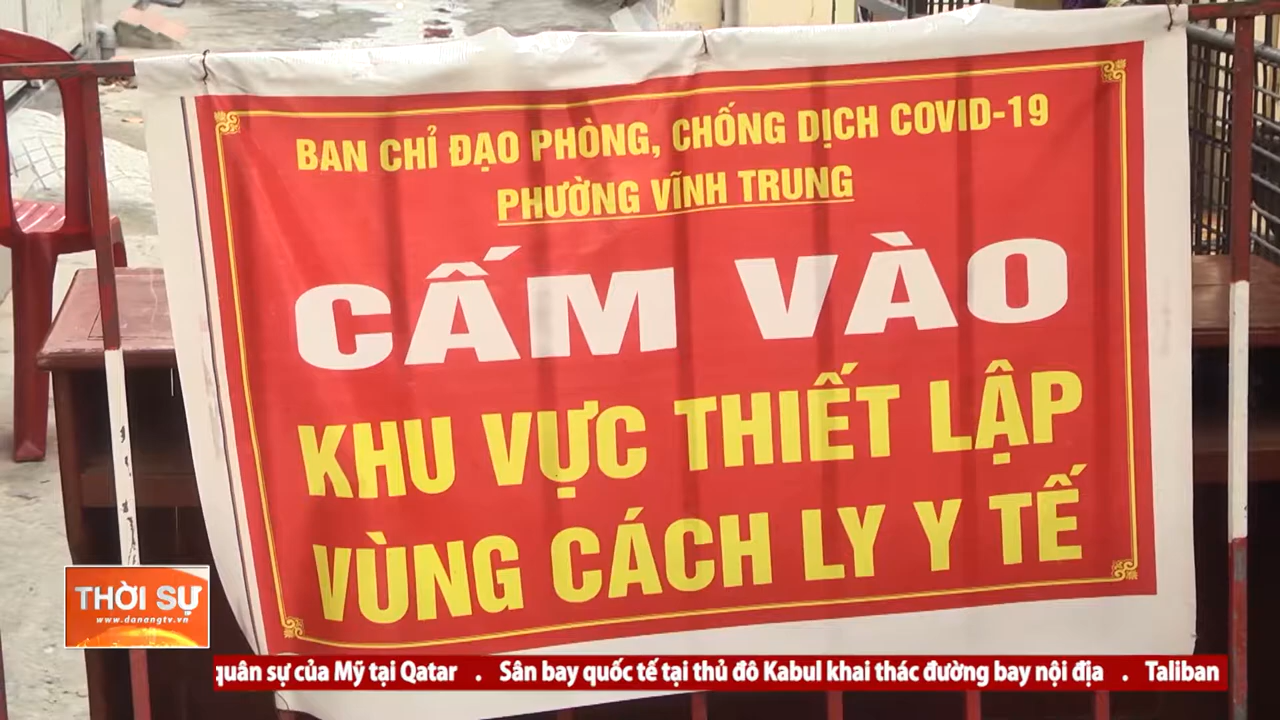 BAN CHỈ ĐẠO PHÒNG, CHỐNG DỊCH COVID-19
PHƯỜNG VĨNH TRUNG
CẤM VÀO
KHU VỰC THIẾT LẬP
VÙNG CÁCH LY Y TẾ
THỜI SỰ
www.danangtv.vn
quân sự của Mỹ tại Qatar . Sân bay quốc tế tại thủ đô Kabul khai thác đường bay nội địa . Taliban